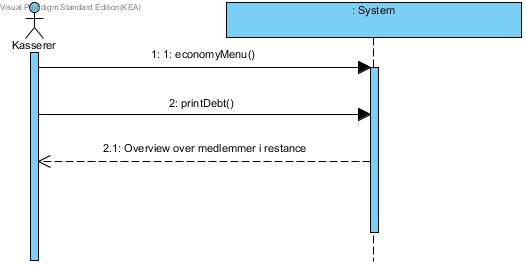 Visual Paradigm Standard Edition(KEA)
: System
Kasserer
1: 1: economyMenu()
2: printDebt()
2.1: Overview over medlemmer i restance